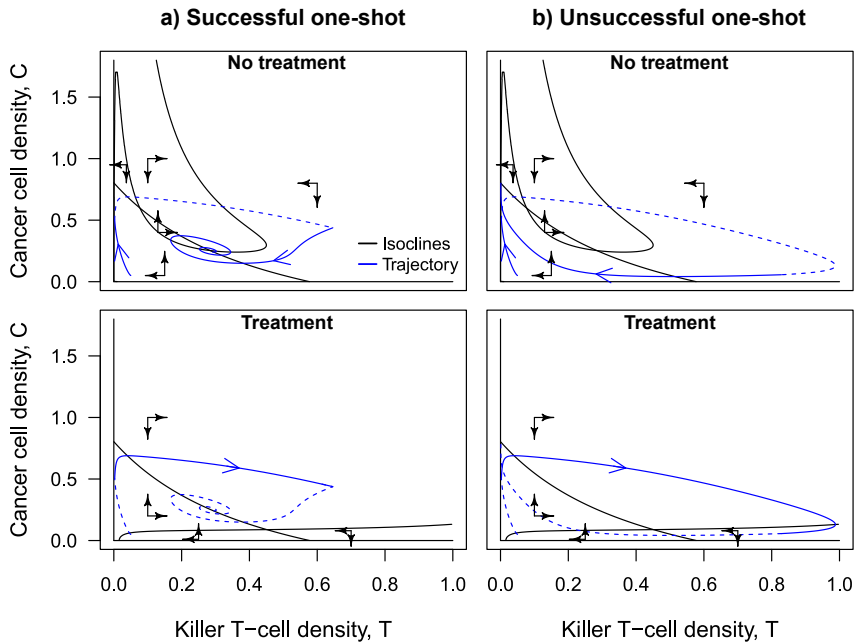 a) Successful one-shot
b) Unsuccessful one-shot
No treatment
No treatment
Cancer cell density, C
1.5
1.0
0.5
0.0
Isoclines
Trajectory
Isoclines
Trajectory
Treatment
Treatment
Cancer cell density, C
1.5
1.0
0.5
0.0
0.0 0.2 0.4 0.6 0.8 1.0
0.0 0.2 0.4 0.6 0.8 1.0
Killer T−cell density, T
Killer T−cell density, T